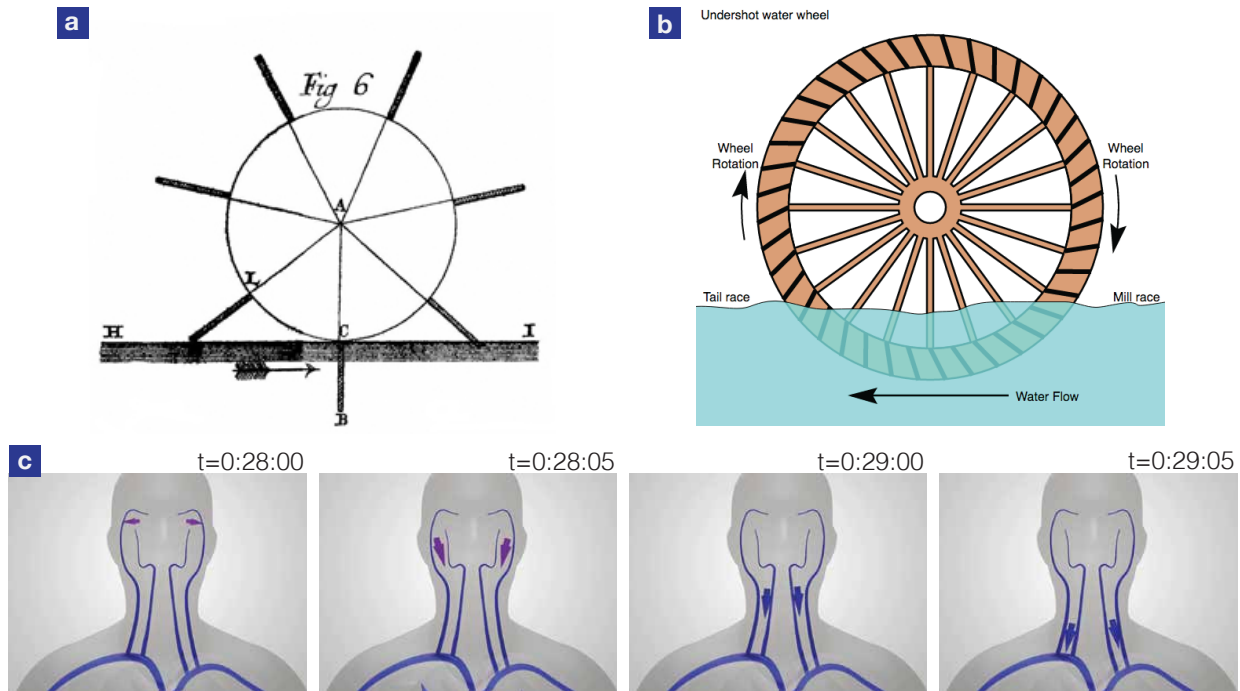 a
Fig 6
A
L
H
C
I
B
b
Undershot water wheel
Wheel
Rotation
Wheel
Rotation
Tail race
Mill race
Water Flow
c
t=0:28:00
t=0:28:05
t=0:29:00
t=0:29:05